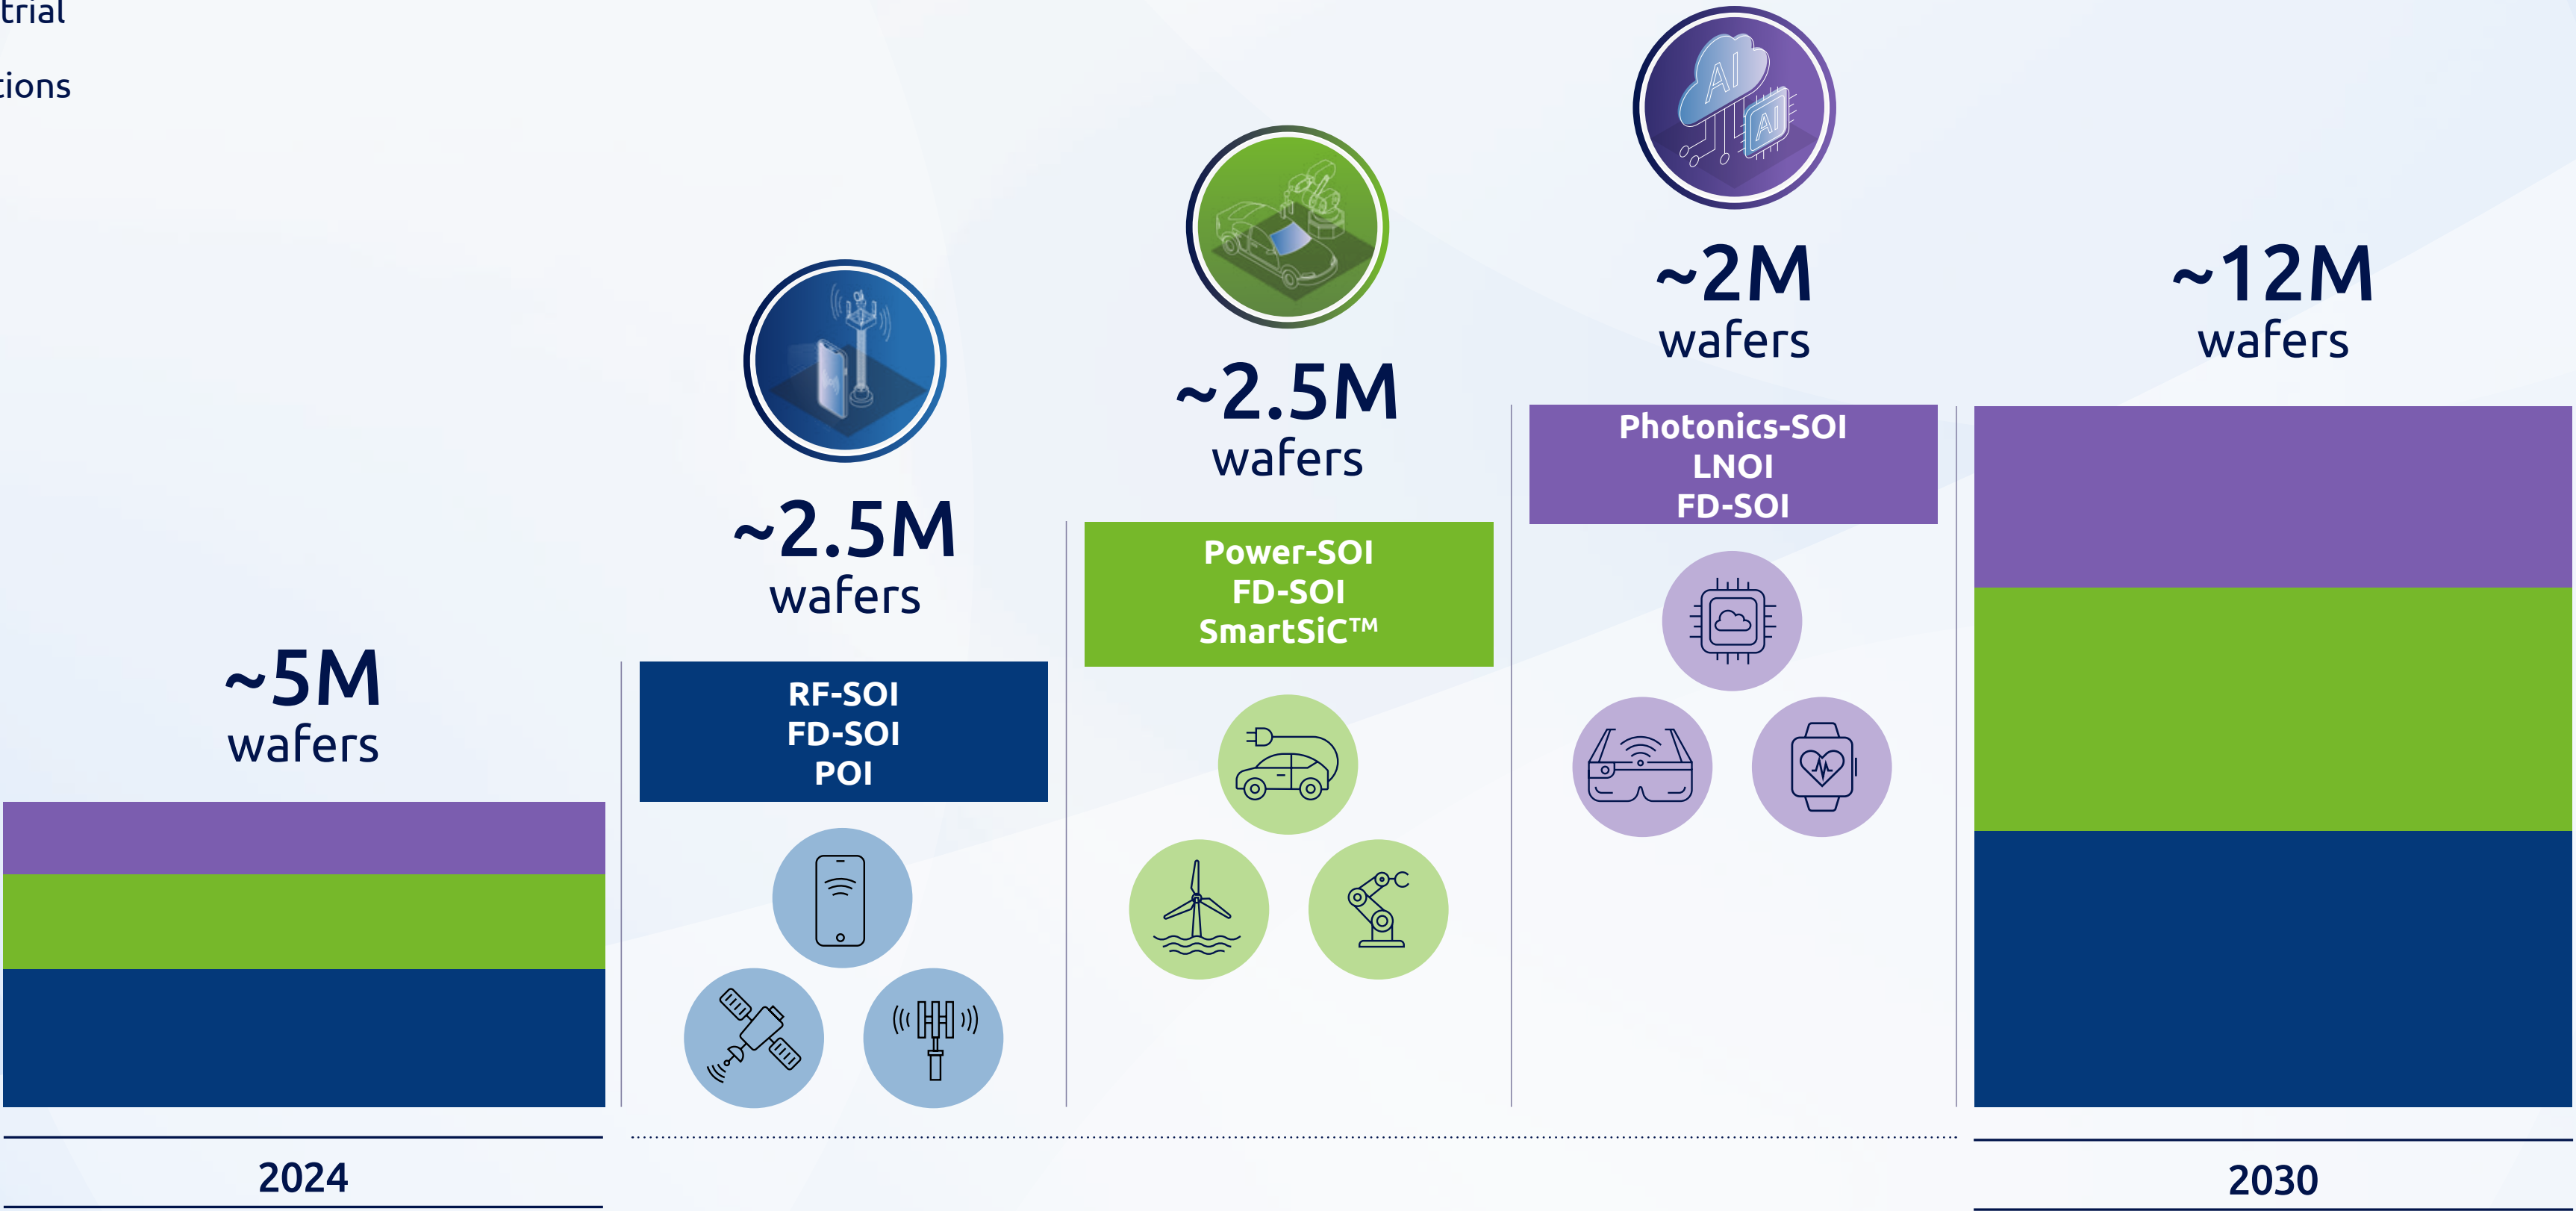 trial
tions
~5M
wafers
2024
~2.5M
wafers
RF-SOI
FD-SOI
POI
~2.5M
wafers
Power-SOI
FD-SOI
SmartSiC™
AI
AI
~2M
wafers
Photonics-SOI
LNOI
FD-SOI
~12M
wafers
2030